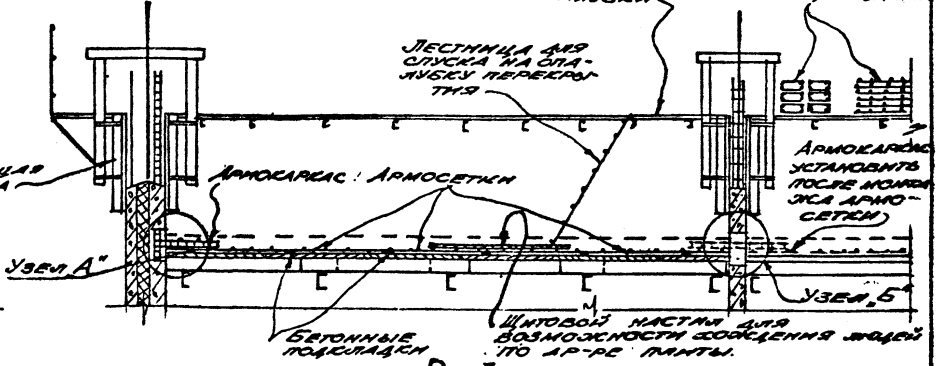 ЛЕСТНИЦА ДЛЯ
СПУСКА НА ОПА-
ЛУБКУ ПЕРЕКРЫ-
ТИЯ
АРМОКАРКАС
УСТАНОВИТЬ
ПОСЛЕ МОНТА-
ЖА АРМО-
СЕТКИ
АРМОКАРКАС
АРМОСЕТКИ
УЗЕЛ "А"
УЗЕЛ "Б"
БЕТОННЫЕ
ПОДКЛАДКИ
ЩИТОВОЙ НАСТИЛ ДЛЯ
ВОЗМОЖНОСТИ ХОЖДЕНИЯ ЛЮДЕЙ
ПО АР-РЕ ПЛИТЫ.